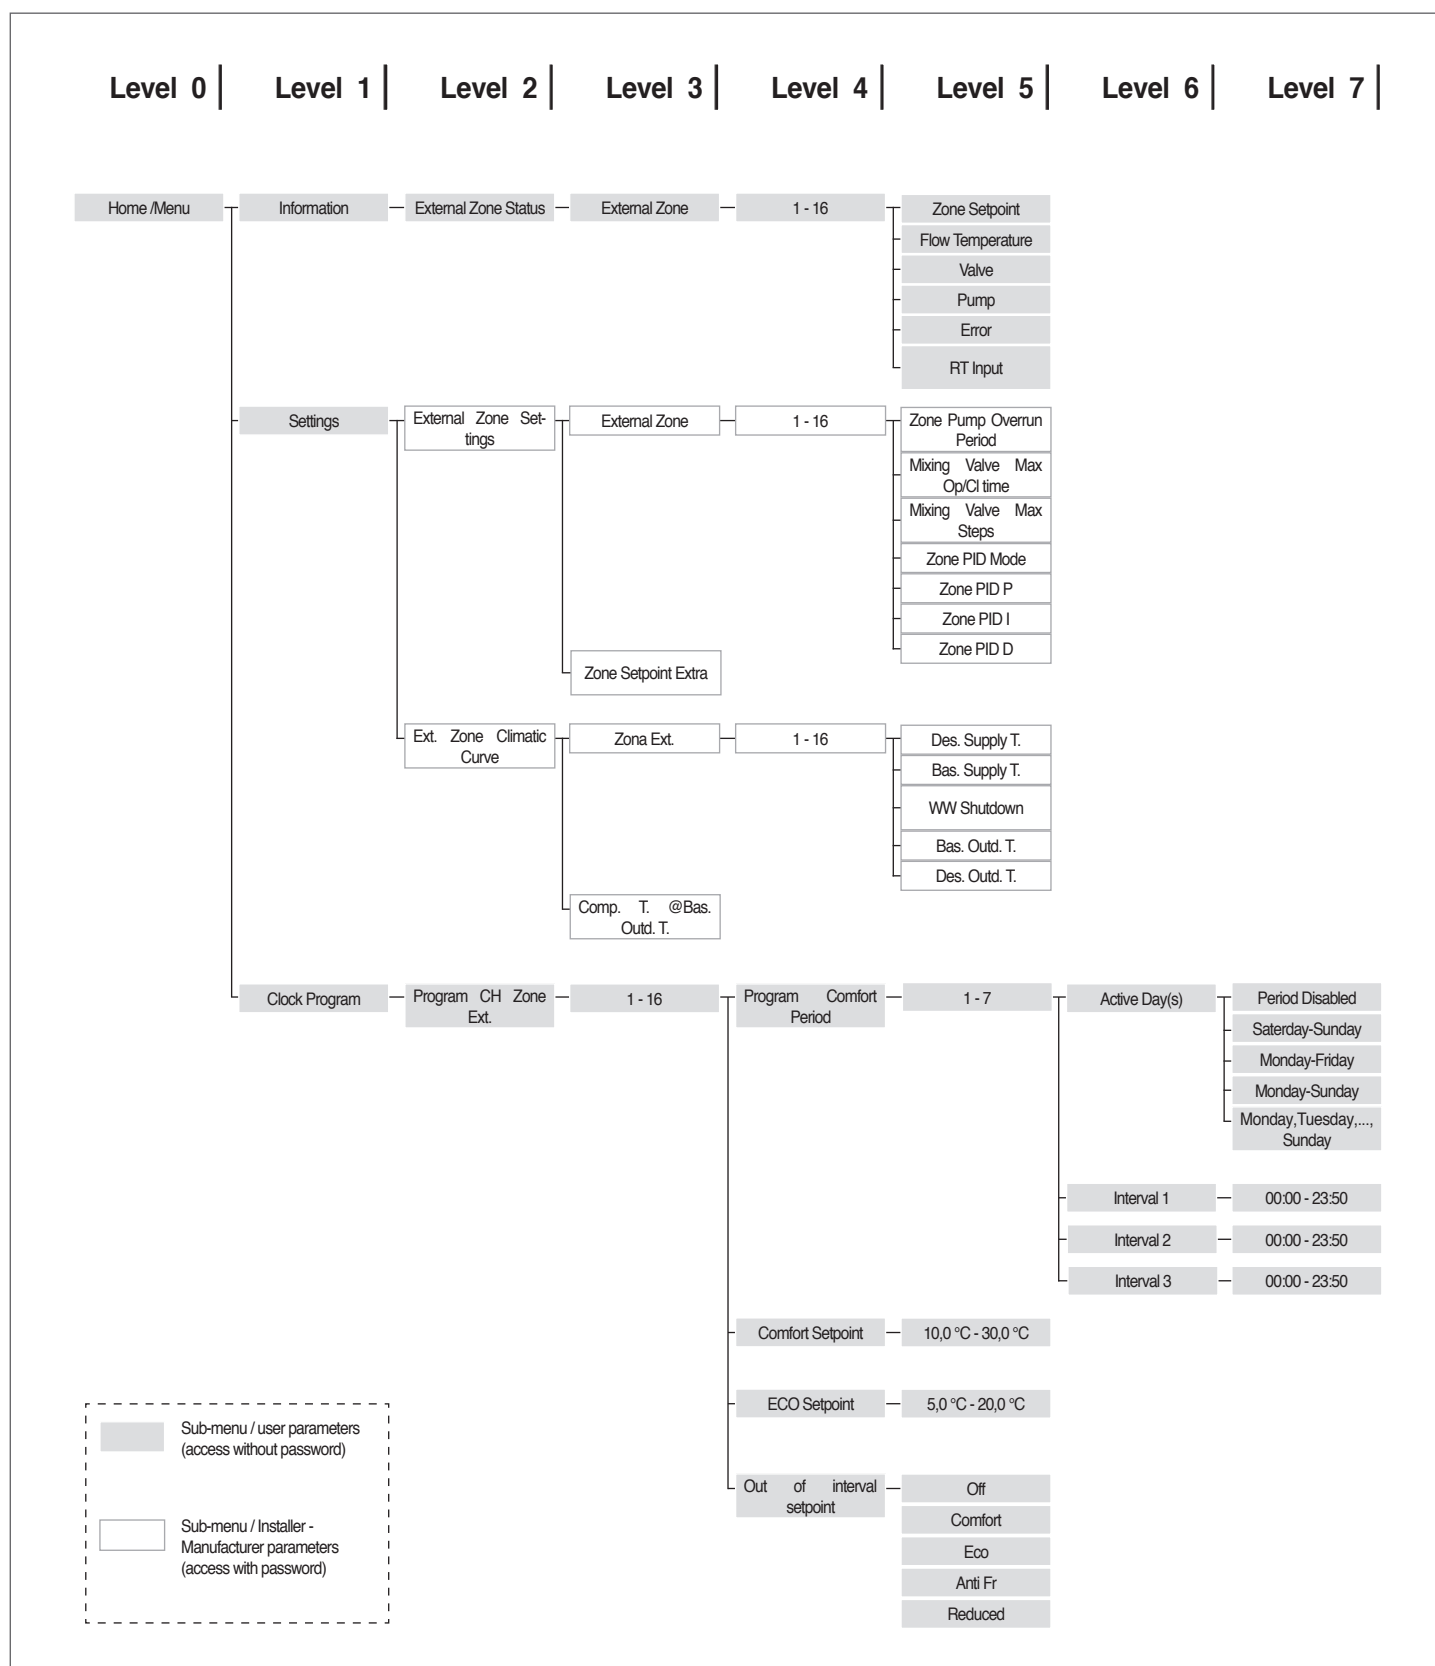 Level 0 Level 1 Level 2 Level 3 Level 4 Level 5 Level 6 Level 7
Home /Menu Information External Zone Status External Zone 1 - 16 Zone Setpoint
Flow Temperature
Valve
Pump
Error
RT Input
Settings External Zone Set-
tings
External Zone 1 - 16 Zone Pump Overrun
Period
Mixing Valve Max
Op/Cl time
Mixing Valve Max
Steps
Zone PID Mode
Zone PID P
Zone PID I
Zone PID D
Zone Setpoint Extra
Ext. Zone Climatic
Curve
Zona Ext. 1 - 16 Des. Supply T.
Bas. Supply T.
WW Shutdown
Bas. Outd. T.
Des. Outd. T.
Comp. T. @Bas.
Outd. T.
Clock Program Program CH Zone
Ext.
1 - 16 Program Comfort
Period
1 - 7 Active Day(s) Period Disabled
Saterday-Sunday
Monday-Friday
Monday-Sunday
Monday,Tuesday,...,
Sunday
Interval 1 00:00 - 23:50
Interval 2 00:00 - 23:50
Interval 3 00:00 - 23:50
Comfort Setpoint 10,0 °C - 30,0 °C
ECO Setpoint 5,0 °C - 20,0 °C
Out of interval
setpoint
Off
Comfort
Eco
Anti Fr
Reduced
Sub-menu / user parameters
(access without password)
Sub-menu / Installer -
Manufacturer parameters
(access with password)